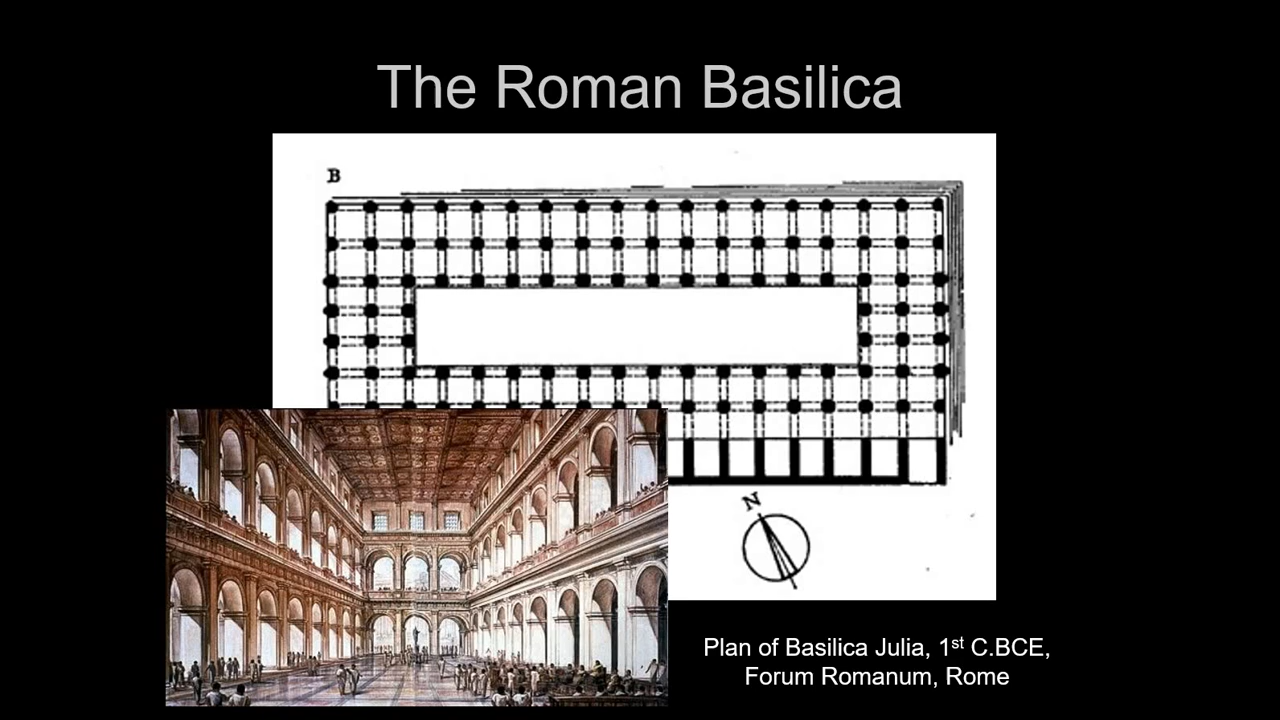 The Roman Basilica
B
N
Plan of Basilica Julia, 1st C.BCE,
Forum Romanum, Rome